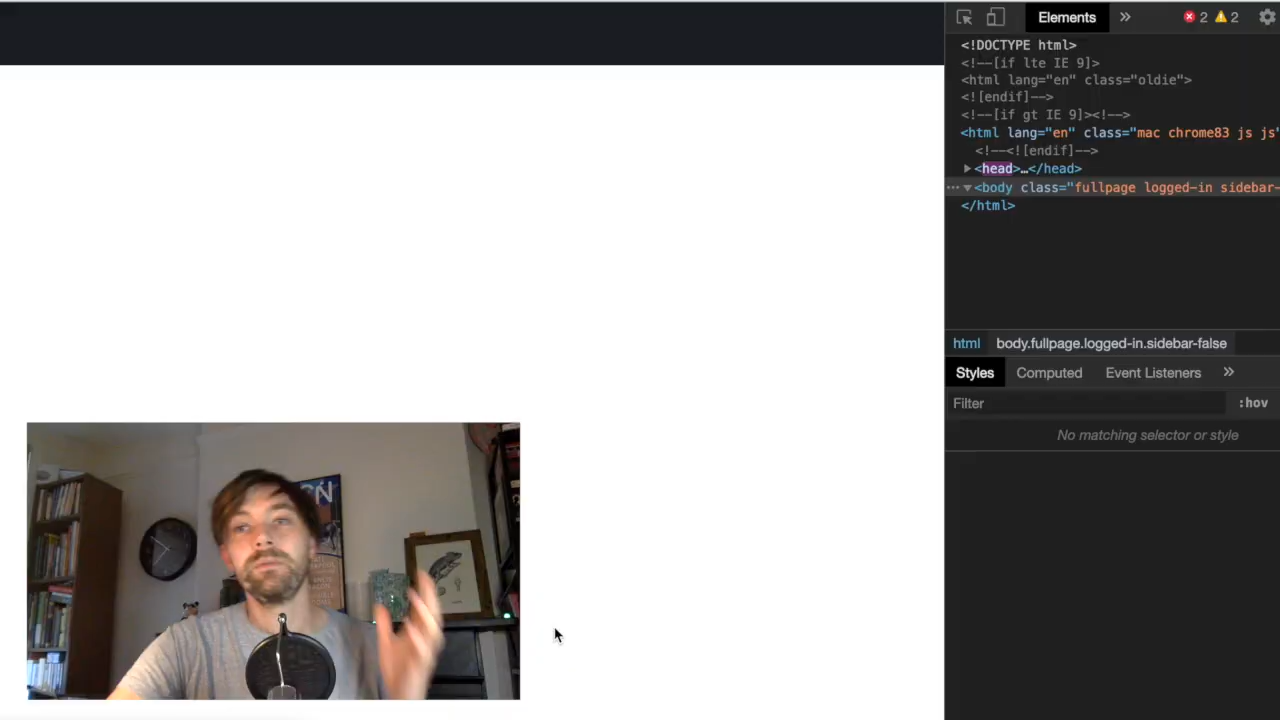 Elements
2
2
<!DOCTYPE html>
<!--[if lte IE 9]>
<html lang="en" class="oldie">
<![endif]-->
<!--[if gt IE 9]><!-->
<html lang="en" class="mac chrome83 js js
<!--<![endif]-->
<head>…</head>
<body class="fullpage logged-in sidebar-
</html>
html body.fullpage.logged-in.sidebar-false
Styles Computed Event Listeners
Filter :hov
No matching selector or style